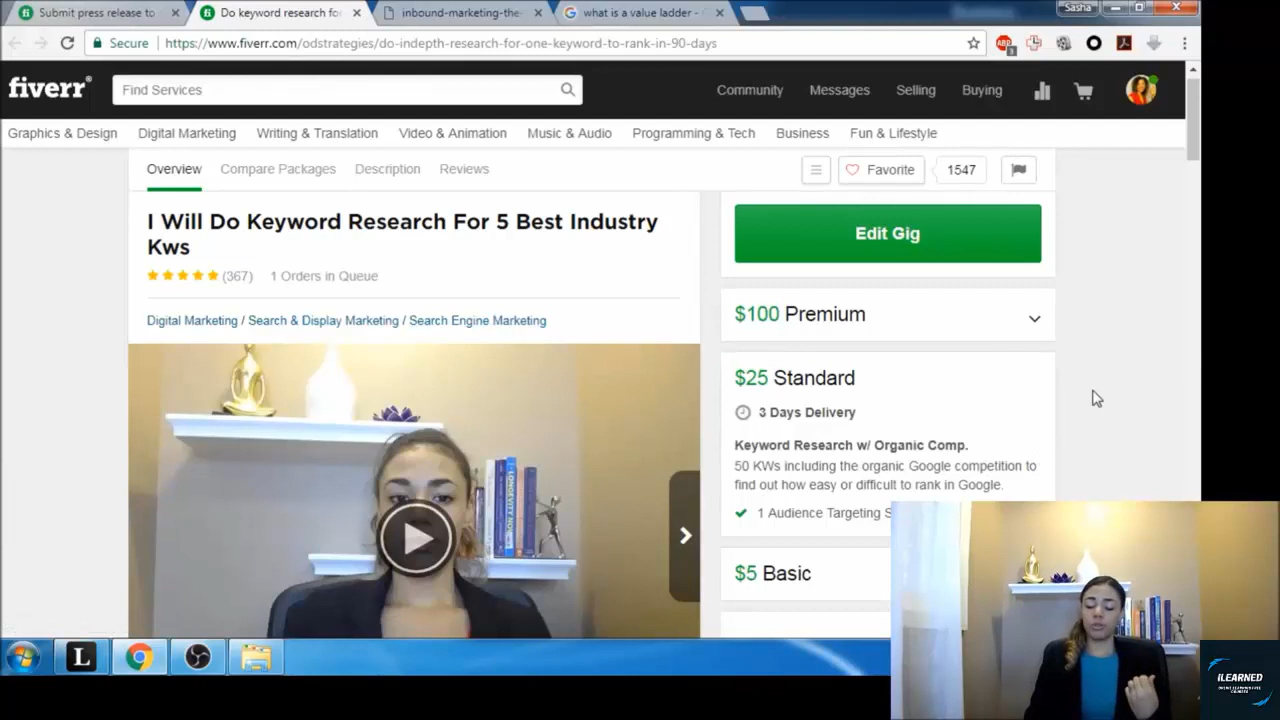 Submit press release to
Do keyword research fo
inbound-marketing-the-
what is a value ladder -
Sasha
Secure
https://www.fiverr.com/odstrategies/do-indepth-research-for-one-keyword-to-rank-in-90-days
ABP
3
fiverr
Find Services
Community
Messages
Selling
Buying
Graphics & Design
Digital Marketing
Writing & Translation
Video & Animation
Music & Audio
Programming & Tech
Business
Fun & Lifestyle
Overview
Compare Packages
Description
Reviews
Favorite
1547
I Will Do Keyword Research For 5 Best Industry
Kws
(367)
1 Orders in Queue
Digital Marketing / Search & Display Marketing / Search Engine Marketing
LONGEVITY NOW
Edit Gig
$100 Premium
$25 Standard
3 Days Delivery
Keyword Research w/ Organic Comp.
50 KWs including the organic Google competition to
find out how easy or difficult to rank in Google.
1 Audience Targeting S
$5 Basic
L
ILEARNED